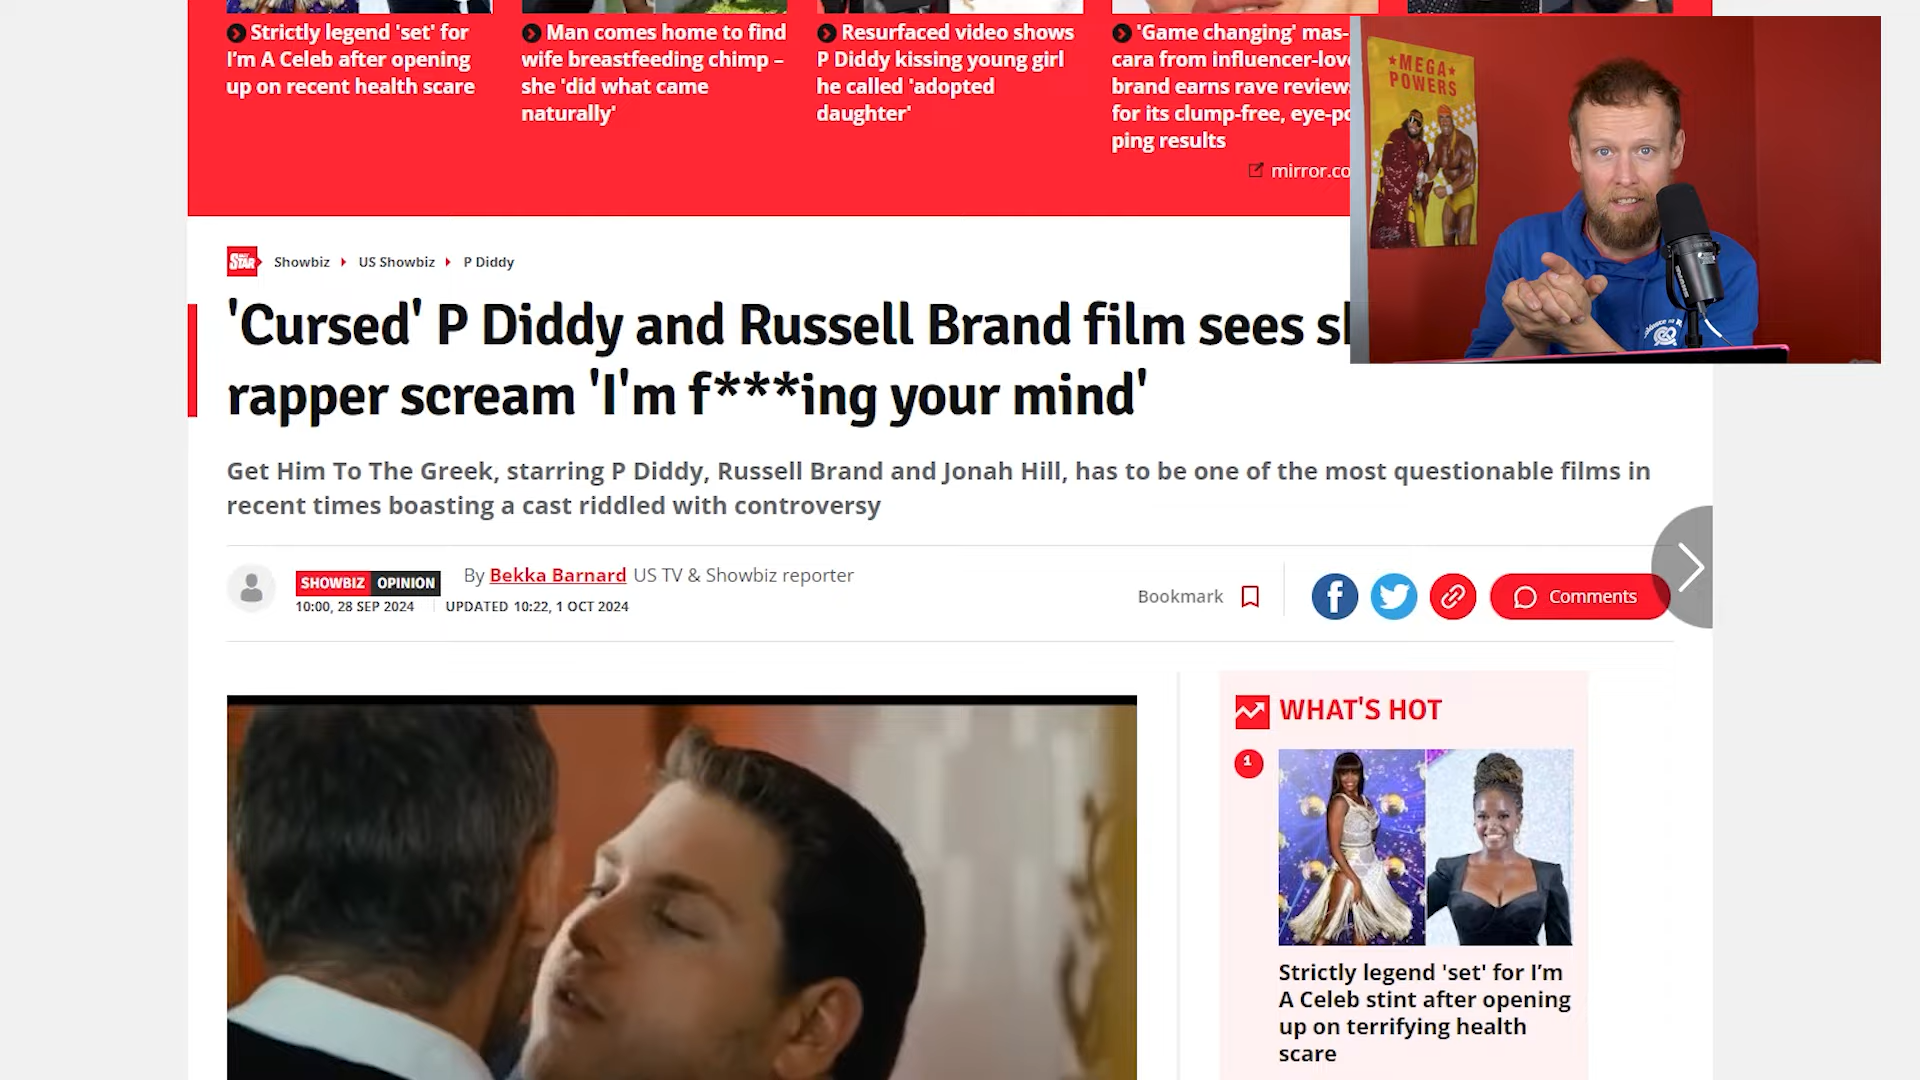 Strictly legend 'set' for
I'm A Celeb after opening
up on recent health scare
Man comes home to find
wife breastfeeding chimp –
she 'did what came
naturally'
Resurfaced video shows
P Diddy kissing young girl
he called 'adopted
daughter'
'Game changing' mas-
cara from influencer-love
brand earns rave review
for its clump-free, eye-po
ping results
mirror.co
★MEGA★
POWERS
STAR
Showbiz
US Showbiz
P Diddy
'Cursed' P Diddy and Russell Brand film sees
rapper scream 'I'm f***ing your mind'
Get Him To The Greek, starring P Diddy, Russell Brand and Jonah Hill, has to be one of the most questionable films in
recent times boasting a cast riddled with controversy
SHOWBIZ OPINION
By Bekka Barnard US TV & Showbiz reporter
10:00, 28 SEP 2024
UPDATED 10:22, 1 OCT 2024
Bookmark
Comments
WHAT'S HOT
1
Strictly legend 'set' for I'm
A Celeb stint after opening
up on terrifying health
scare